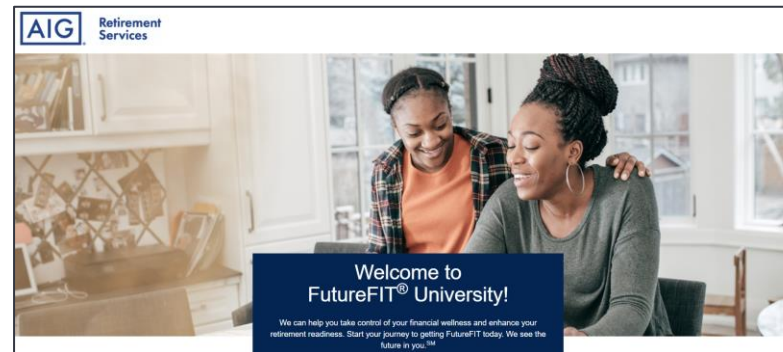 AIG Retirement
Services
Welcome to
FutureFIT® University!
We can help you take control of your financial wellness and enhance your
retirement readiness. Start your journey to getting FutureFIT today. We see the
future in you.℠